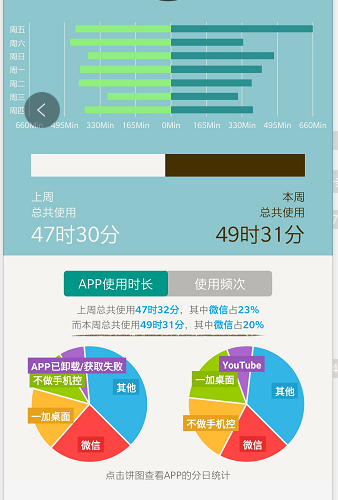 周五
周六
周日
周一
周二
周三
周四
660Min 495Min 330Min 165Min 0Min 165Min 330Min 495Min 660Min
上周 本周
总共使用 总共使用
47时30分 49时31分
APP使用时长 使用频次
上周总共使用47时32分，其中微信占23%
而本周总共使用49时31分，其中微信占20%
APP已卸载/获取失败
不做手机控
其他
一加桌面
微信
YouTube
一加桌面
其他
不做手机控
微信
点击饼图查看APP的分日统计